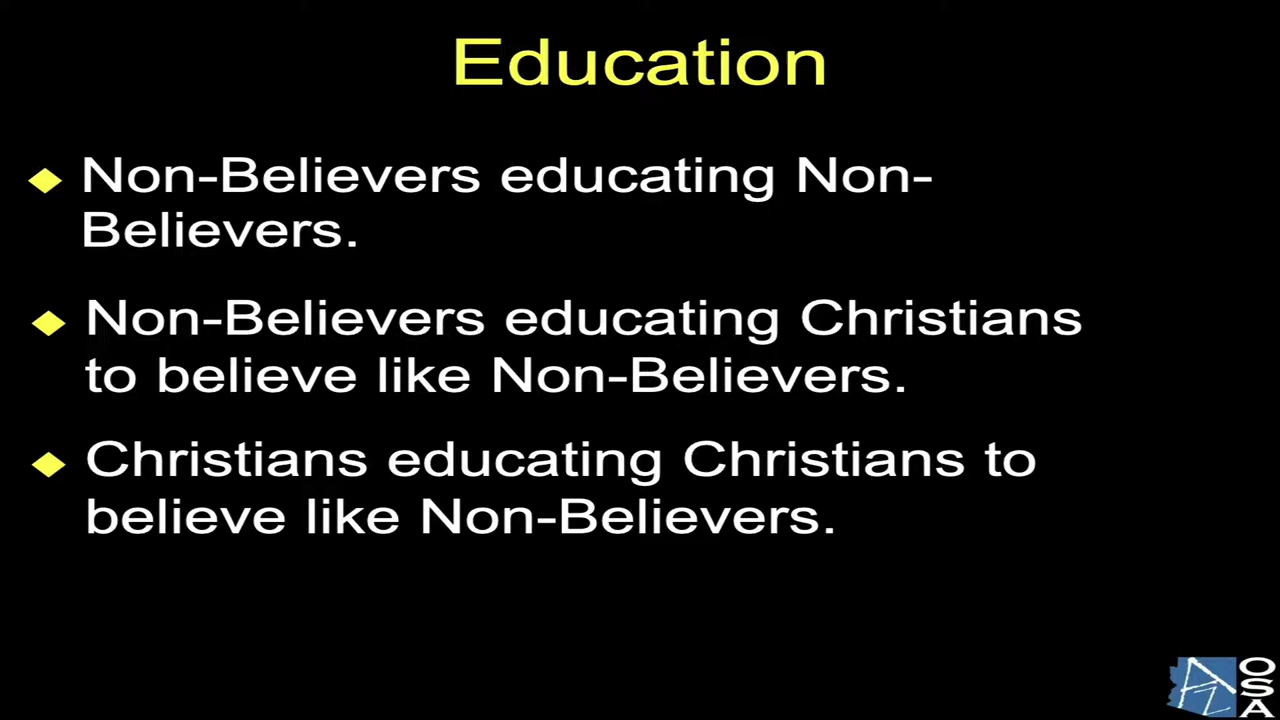 Education
Non-Believers educating Non-
Believers.
Non-Believers educating Christians
to believe like Non-Believers.
Christians educating Christians to
believe like Non-Believers.
AZ
OSA